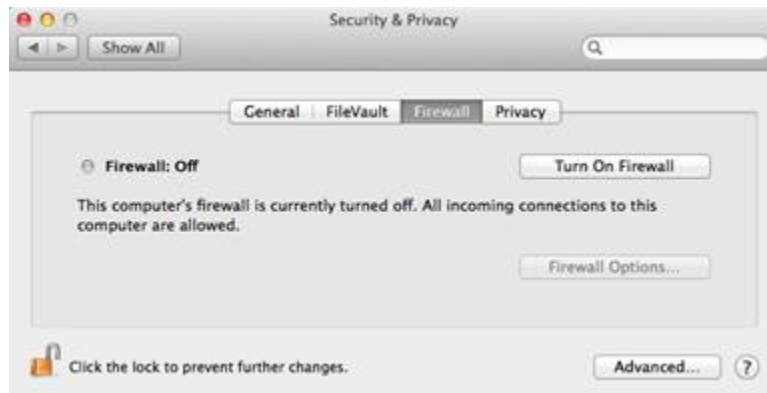 Security & Privacy
Show All
General FileVault Firewall Privacy
Firewall: Off
Turn On Firewall
This computer's firewall is currently turned off. All incoming connections to this
computer are allowed.
Firewall Options...
Click the lock to prevent further changes.
Advanced... ?